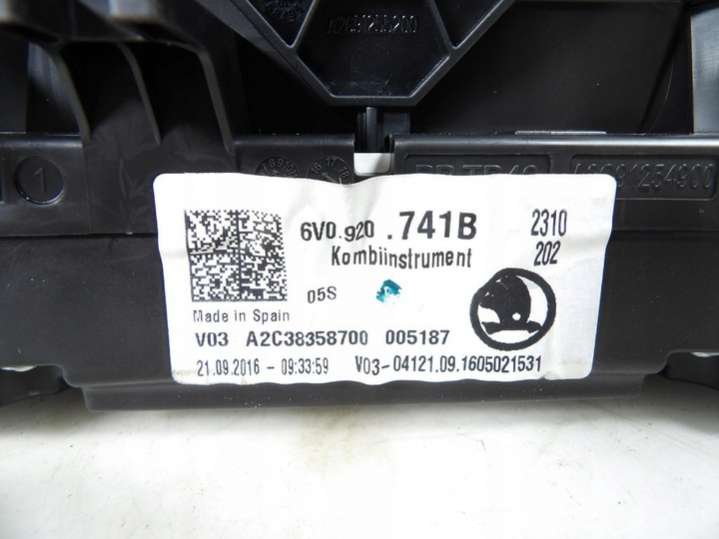 1
6V0.920 .741B 2310
Kombiinstrument 202
05S
Made in Spain
V03 A2C38358700 005187
21.09.2016 - 09:33:59 V03-04121.09.1605021531